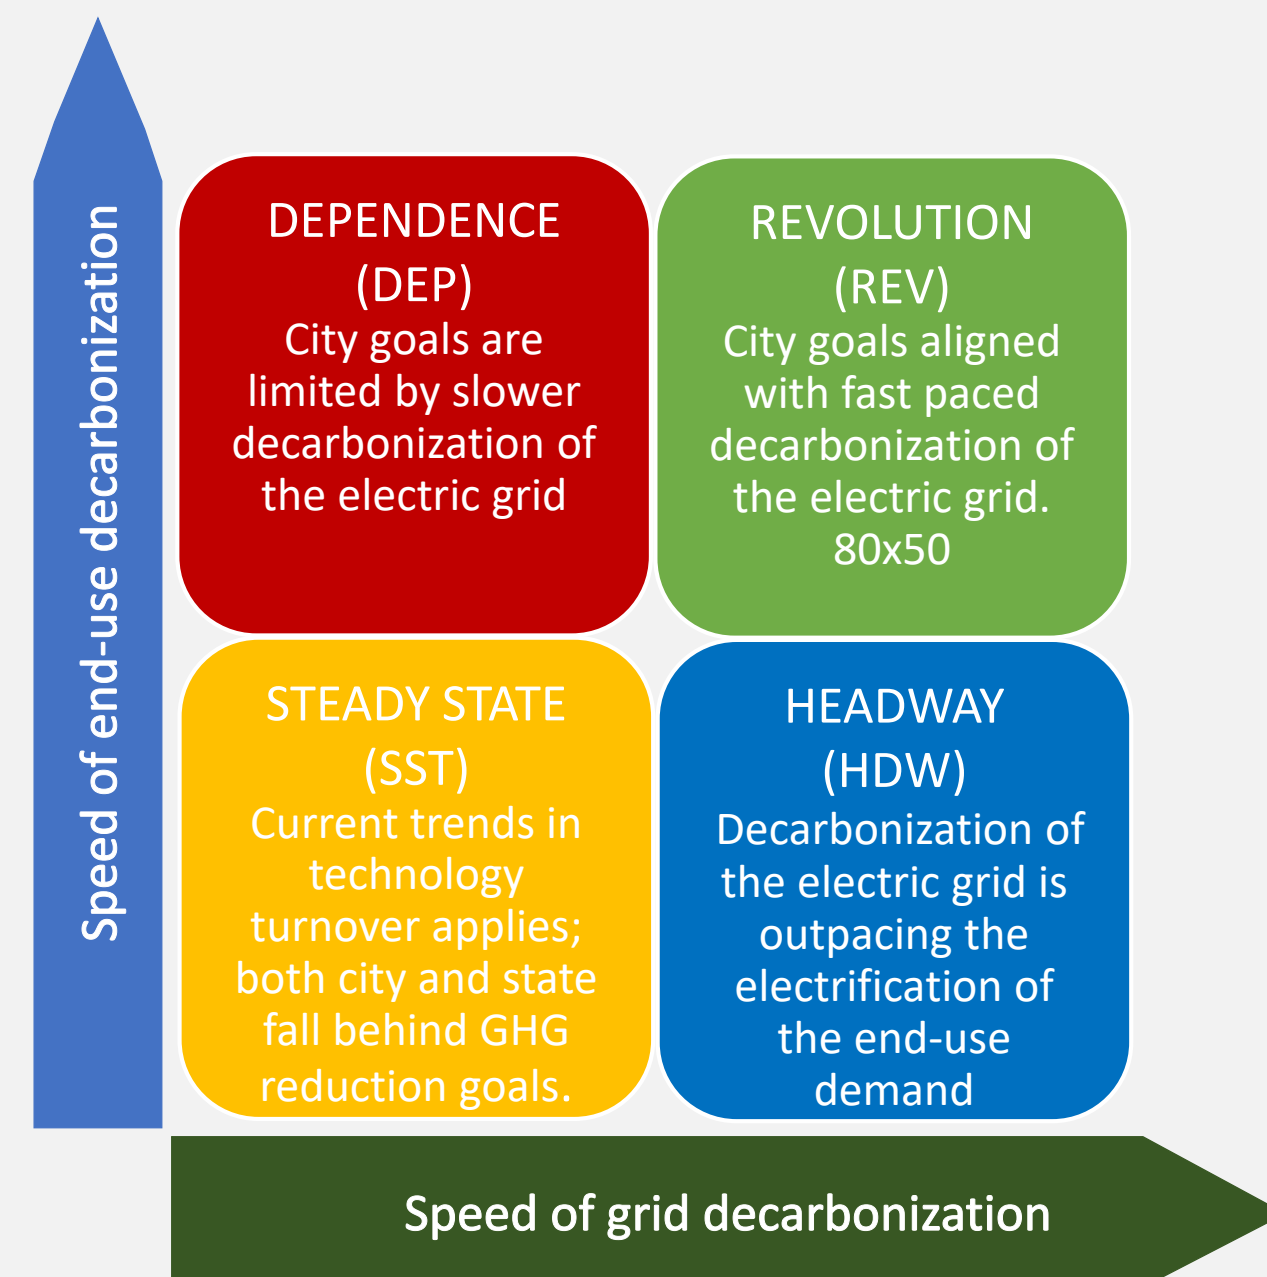 Speed of end-use decarbonization
DEPENDENCE
(DEP)
City goals are
limited by slower
decarbonization of
the electric grid
REVOLUTION
(REV)
City goals aligned
with fast paced
decarbonization of
the electric grid.
80x50
STEADY STATE
(SST)
Current trends in
technology
turnover applies;
both city and state
fall behind GHG
reduction goals.
HEADWAY
(HDW)
Decarbonization of
the electric grid is
outpacing the
electrification of
the end-use
demand
Speed of grid decarbonization